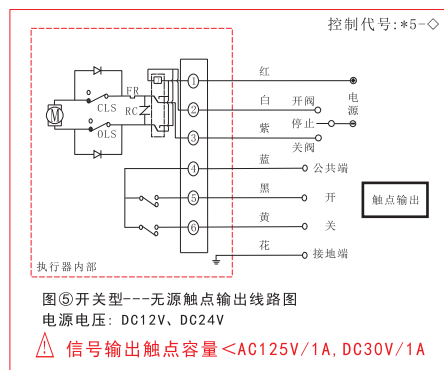 控制代号:*5-◇
红
①
FR
白
开阀
电
源
CLS
RC
②
M
停止
紫
OLS
③
关阀
蓝
④
公共端
黑
⑤
开
触点输出
黄
⑥
关
花
接地端
执行器内部
图⑤开关型---无源触点输出线路图
电源电压: DC12V、DC24V
信号输出触点容量<AC125V/1A,DC30V/1A